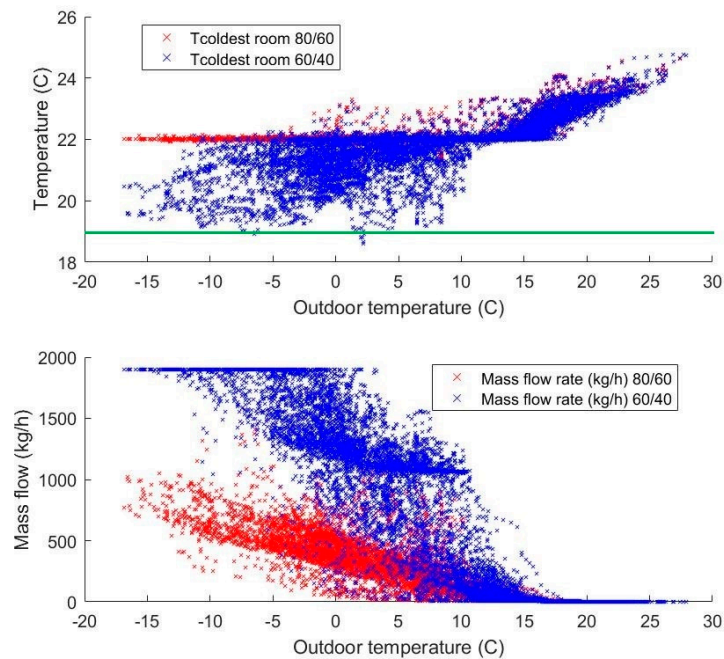 26
24
22
20
18
Temperature (C)
× Tcoldest room 80/60
× Tcoldest room 60/40
-20 -15 -10 -5 0 5 10 15 20 25 30
Outdoor temperature (C)
2000
1500
1000
500
0
Mass flow (kg/h)
× Mass flow rate (kg/h) 80/60
× Mass flow rate (kg/h) 60/40
-20 -15 -10 -5 0 5 10 15 20 25 30
Outdoor temperature (C)